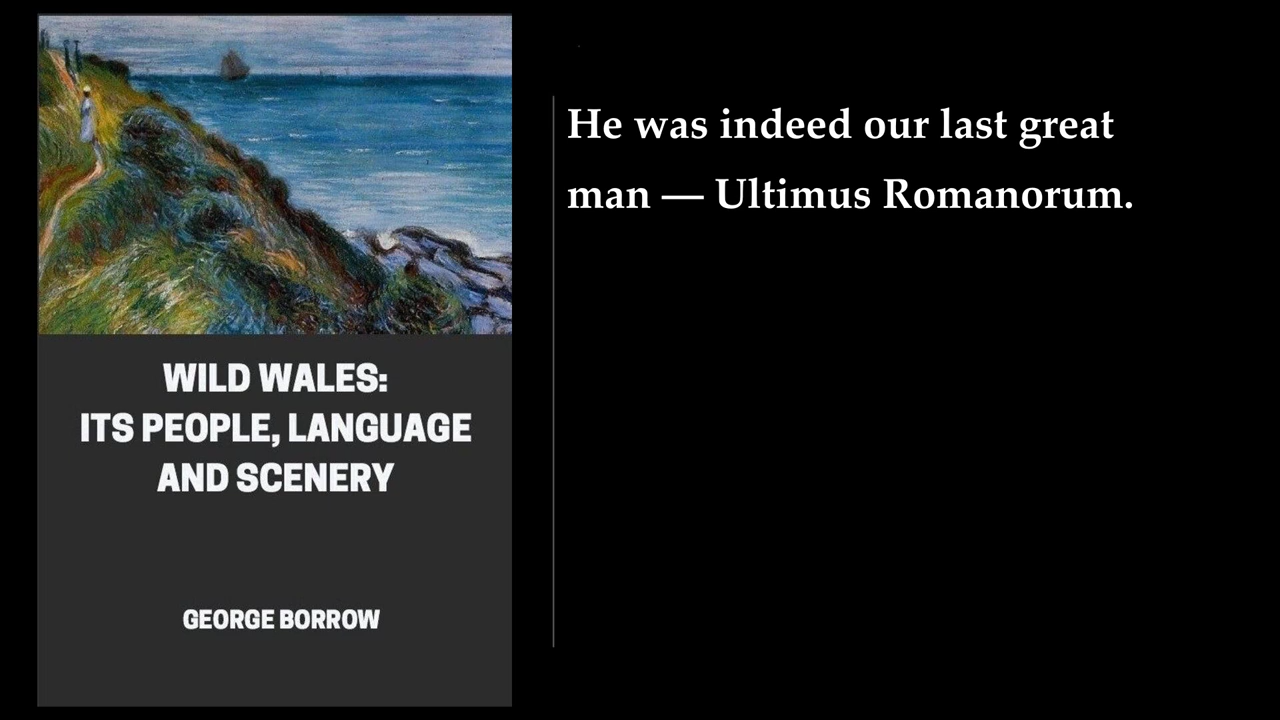 WILD WALES:
ITS PEOPLE, LANGUAGE
AND SCENERY
GEORGE BORROW
He was indeed our last great
man — Ultimus Romanorum.